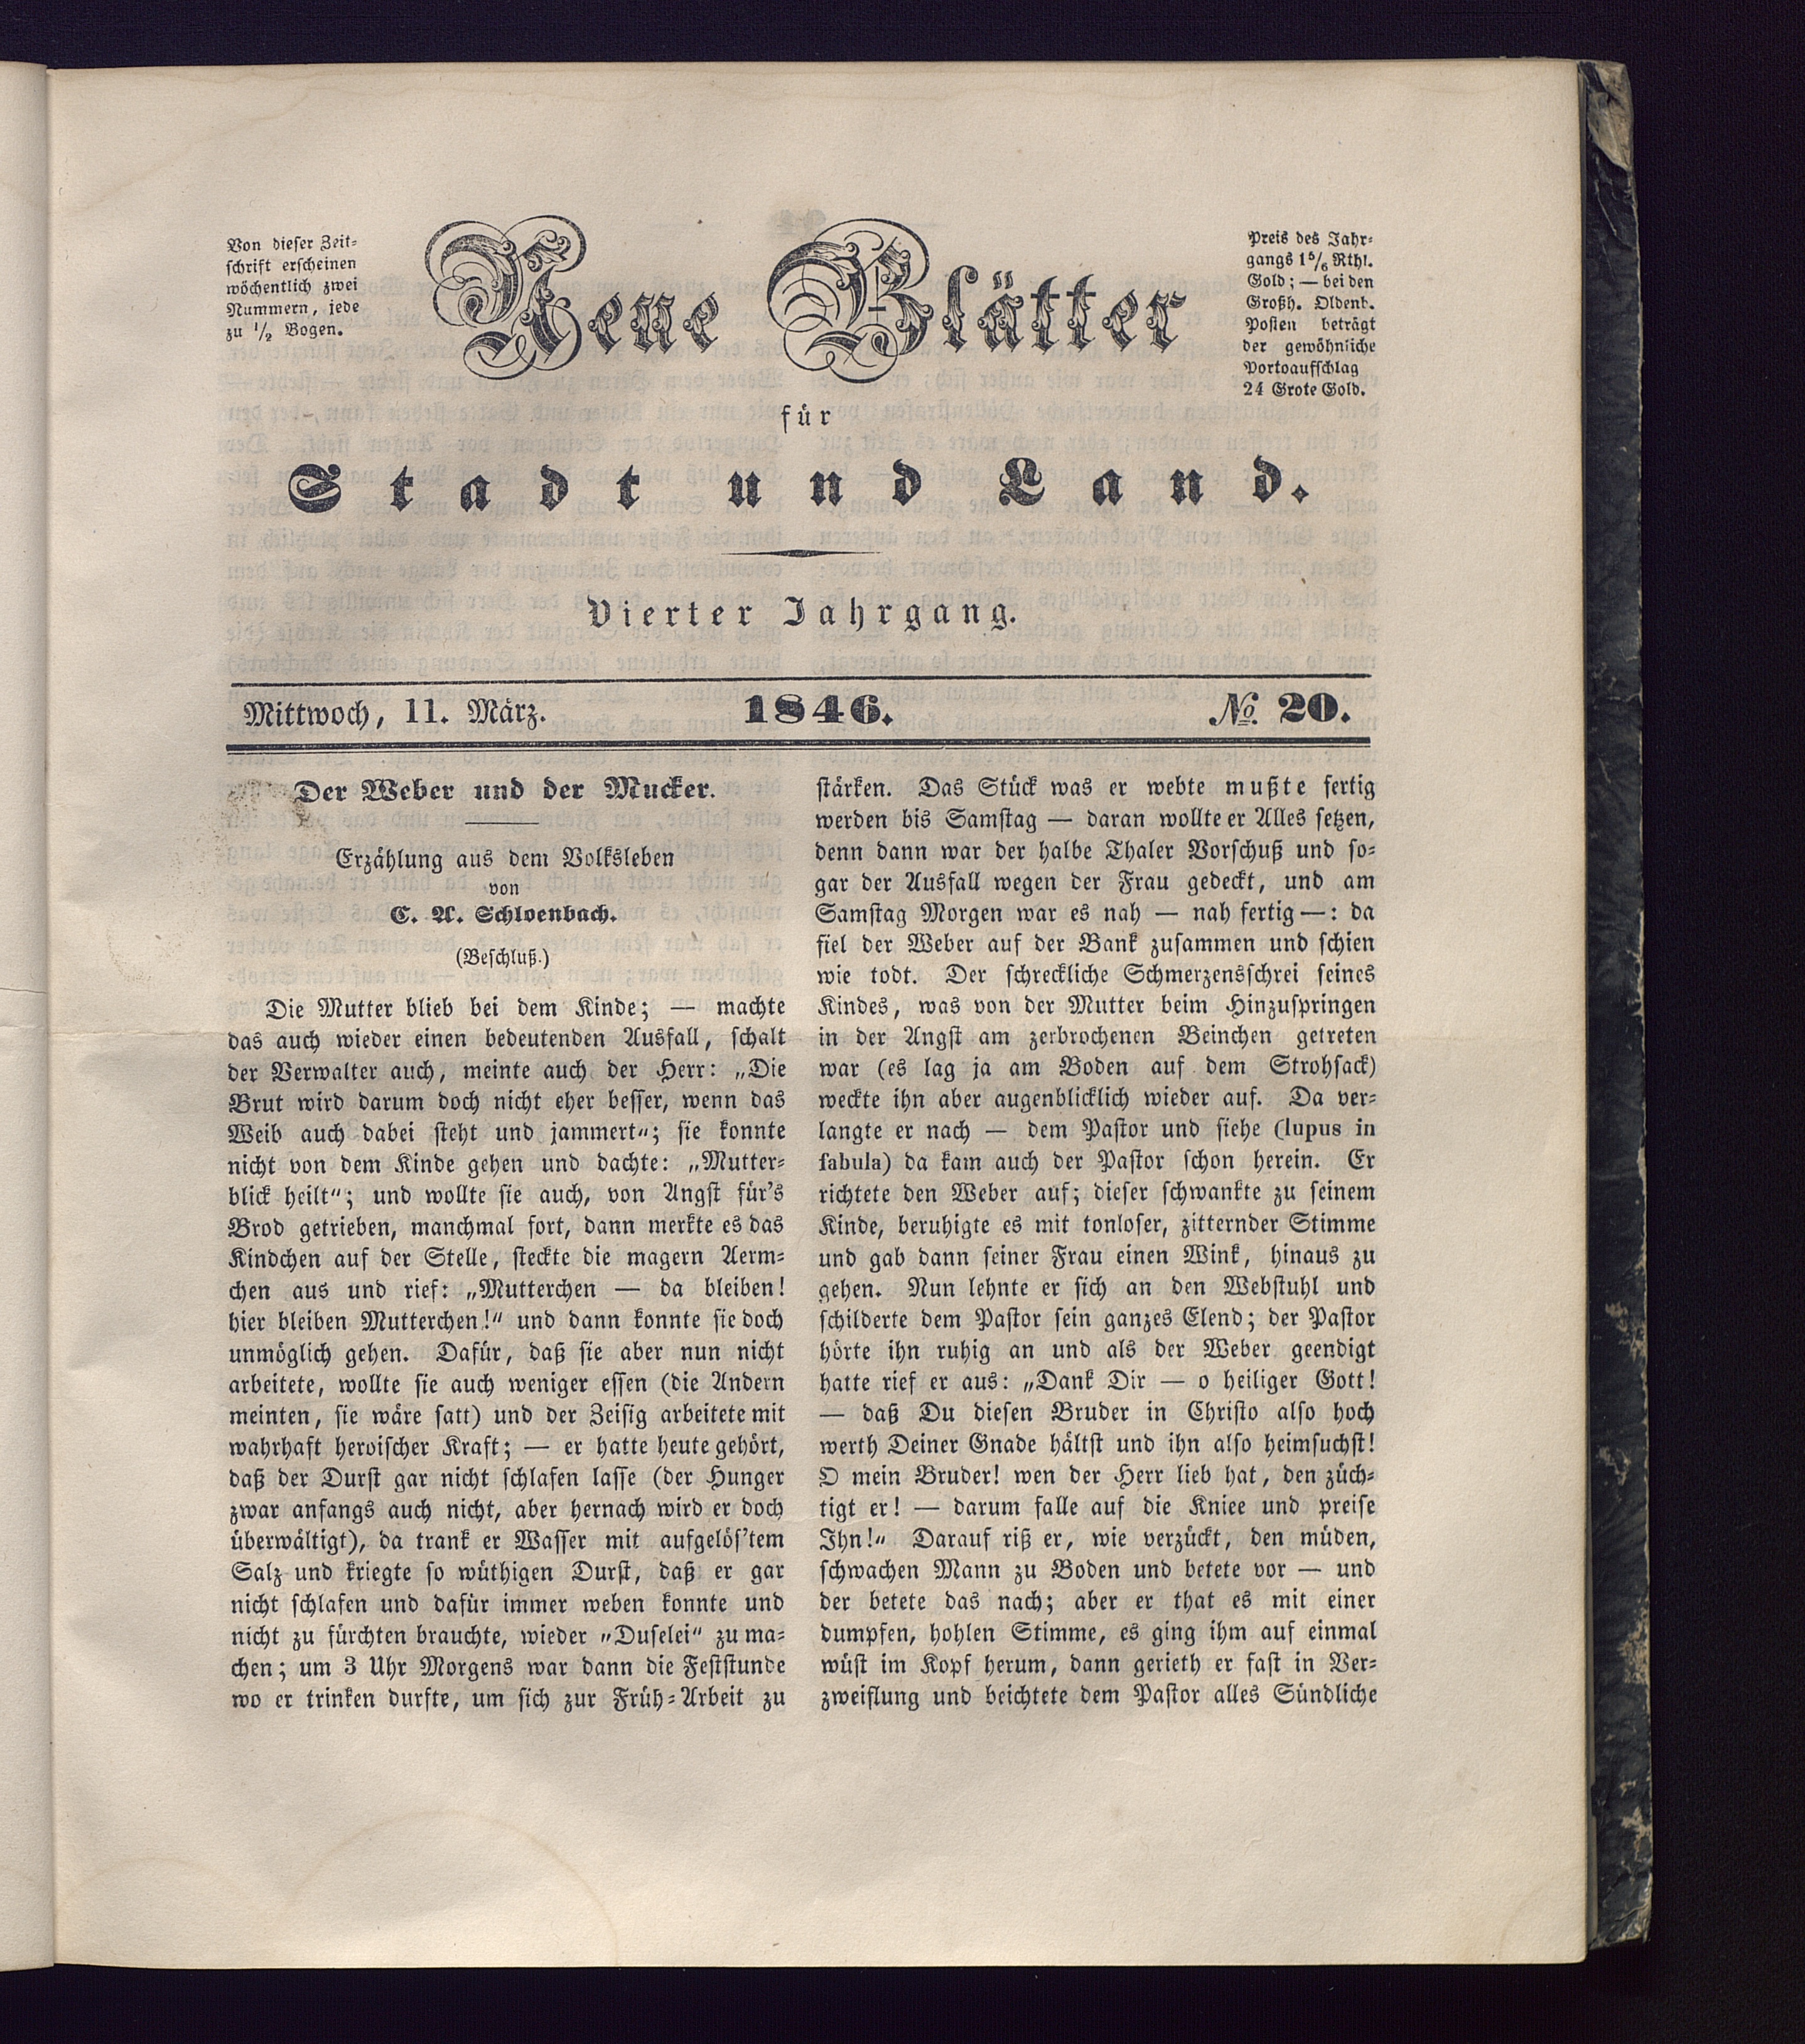 Von dieser Zeit-
schrift erscheinen
wöchentlich zwei
Nummern, jede
zu 1/2 Bogen.
Neue Blätter
Preis des Jahr-
gangs 1 5/6 Rthl.
Gold; — bei den
Großh. Oldenb.
Posten beträgt
der gewöhnliche
Portoaufschlag
24 Grote Gold.
für
Stadt und Land.
Vierter Jahrgang.
Mittwoch, 11. März. 1846. No. 20.
Der Weber und der Mucker.
Erzählung aus dem Volksleben
von
C. A. Schloenbach.
(Beschluß.)
Die Mutter blieb bei dem Kinde; — machte
das auch wieder einen bedeutenden Ausfall, schalt
der Verwalter auch, meinte auch der Herr: „Die
Brut wird darum doch nicht eher besser, wenn das
Weib auch dabei steht und jammert“; sie konnte
nicht von dem Kinde gehen und dachte: „Mutter-
blick heilt“; und wollte sie auch, von Angst für's
Brod getrieben, manchmal fort, dann merkte es das
Kindchen auf der Stelle, steckte die magern Aerm-
chen aus und rief: „Mutterchen — da bleiben!
hier bleiben Mutterchen!“ und dann konnte sie doch
unmöglich gehen. Dafür, daß sie aber nun nicht
arbeitete, wollte sie auch weniger essen (die Andern
meinten, sie wäre satt) und der Zeisig arbeitete mit
wahrhaft heroischer Kraft; — er hatte heute gehört,
daß der Durst gar nicht schlafen lasse (der Hunger
zwar anfangs auch nicht, aber hernach wird er doch
überwältigt), da trank er Wasser mit aufgelös'tem
Salz und kriegte so wüthigen Durst, daß er gar
nicht schlafen und dafür immer weben konnte und
nicht zu fürchten brauchte, wieder „Duselei“ zu ma-
chen; um 3 Uhr Morgens war dann die Feststunde
wo er trinken durfte, um sich zur Früh-Arbeit zu
stärken. Das Stück was er webte mußte fertig
werden bis Samstag — daran wollte er Alles setzen,
denn dann war der halbe Thaler Vorschuß und so-
gar der Ausfall wegen der Frau gedeckt, und am
Samstag Morgen war es nah — nah fertig —: da
fiel der Weber auf der Bank zusammen und schien
wie todt. Der schreckliche Schmerzensschrei seines
Kindes, was von der Mutter beim Hinzuspringen
in der Angst am zerbrochenen Beinchen getreten
war (es lag ja am Boden auf dem Strohsack)
weckte ihn aber augenblicklich wieder auf. Da ver-
langte er nach — dem Pastor und siehe (lupus in
fabula) da kam auch der Pastor schon herein. Er
richtete den Weber auf; dieser schwankte zu seinem
Kinde, beruhigte es mit tonloser, zitternder Stimme
und gab dann seiner Frau einen Wink, hinaus zu
gehen. Nun lehnte er sich an den Webstuhl und
schilderte dem Pastor sein ganzes Elend; der Pastor
hörte ihn ruhig an und als der Weber geendigt
hatte rief er aus: „Dank Dir — o heiliger Gott!
— daß Du diesen Bruder in Christo also hoch
werth Deiner Gnade hältst und ihn also heimsuchst!
O mein Bruder! wen der Herr lieb hat, den züch-
tigt er! — darum falle auf die Kniee und preise
Ihn!“ Darauf riß er, wie verzückt, den müden,
schwachen Mann zu Boden und betete vor — und
der betete das nach; aber er that es mit einer
dumpfen, hohlen Stimme, es ging ihm auf einmal
wüst im Kopf herum, dann gerieth er fast in Ver-
zweiflung und beichtete dem Pastor alles Sündliche